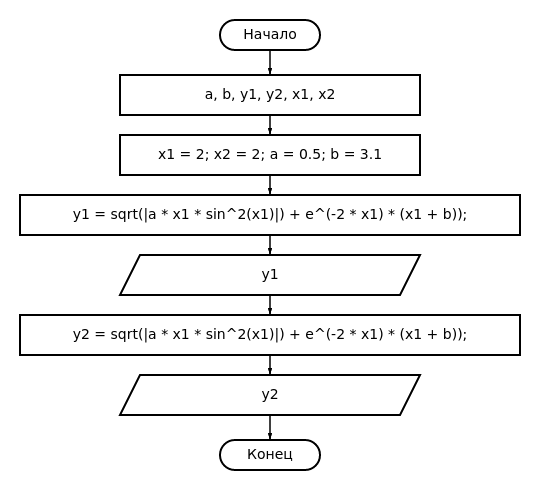 Начало
a, b, y1, y2, x1, x2
x1 = 2; x2 = 2; a = 0.5; b = 3.1
y1 = sqrt(|a * x1 * sin^2(x1)|) + e^(-2 * x1) * (x1 + b));
y1
y2 = sqrt(|a * x1 * sin^2(x1)|) + e^(-2 * x1) * (x1 + b));
y2
Конец